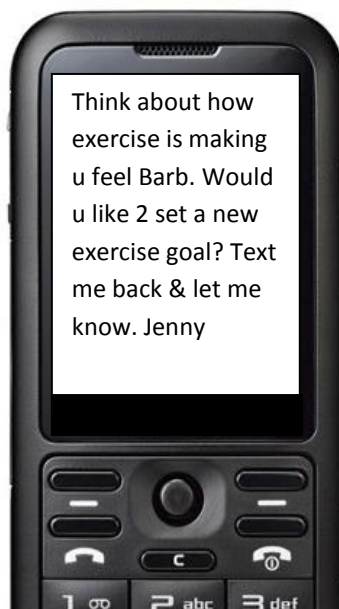 Think about how
exercise is making
u feel Barb. Would
u like 2 set a new
exercise goal? Text
me back & let me
know. Jenny
C
1
2 abc
3 def